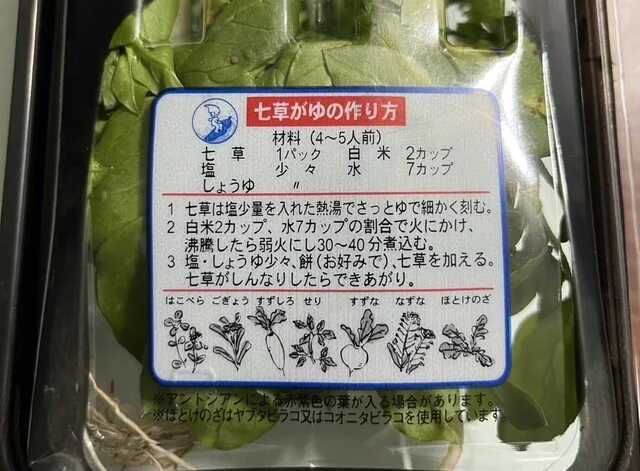 七草がゆの作り方
材料（4〜5人前）
七草 1パック 白米 2カップ
塩 少々 水 7カップ
しょうゆ 〃
1 七草は塩少量を入れた熱湯でさっとゆで細かく刻む。
2 白米2カップ、水7カップの割合で火にかけ、
沸騰したら弱火にし30〜40分煮込む。
3 塩・しょうゆ少々、餅（お好みで）、七草を加える。
七草がしんなりしたらできあがり。
はこべら ごぎょう すずしろ せり すずな なずな ほとけのざ
※アントシアンによる赤紫色の葉が入る場合があります。
※ほとけのざはヤブタビラコ又はコオニタビラコを使用しています。